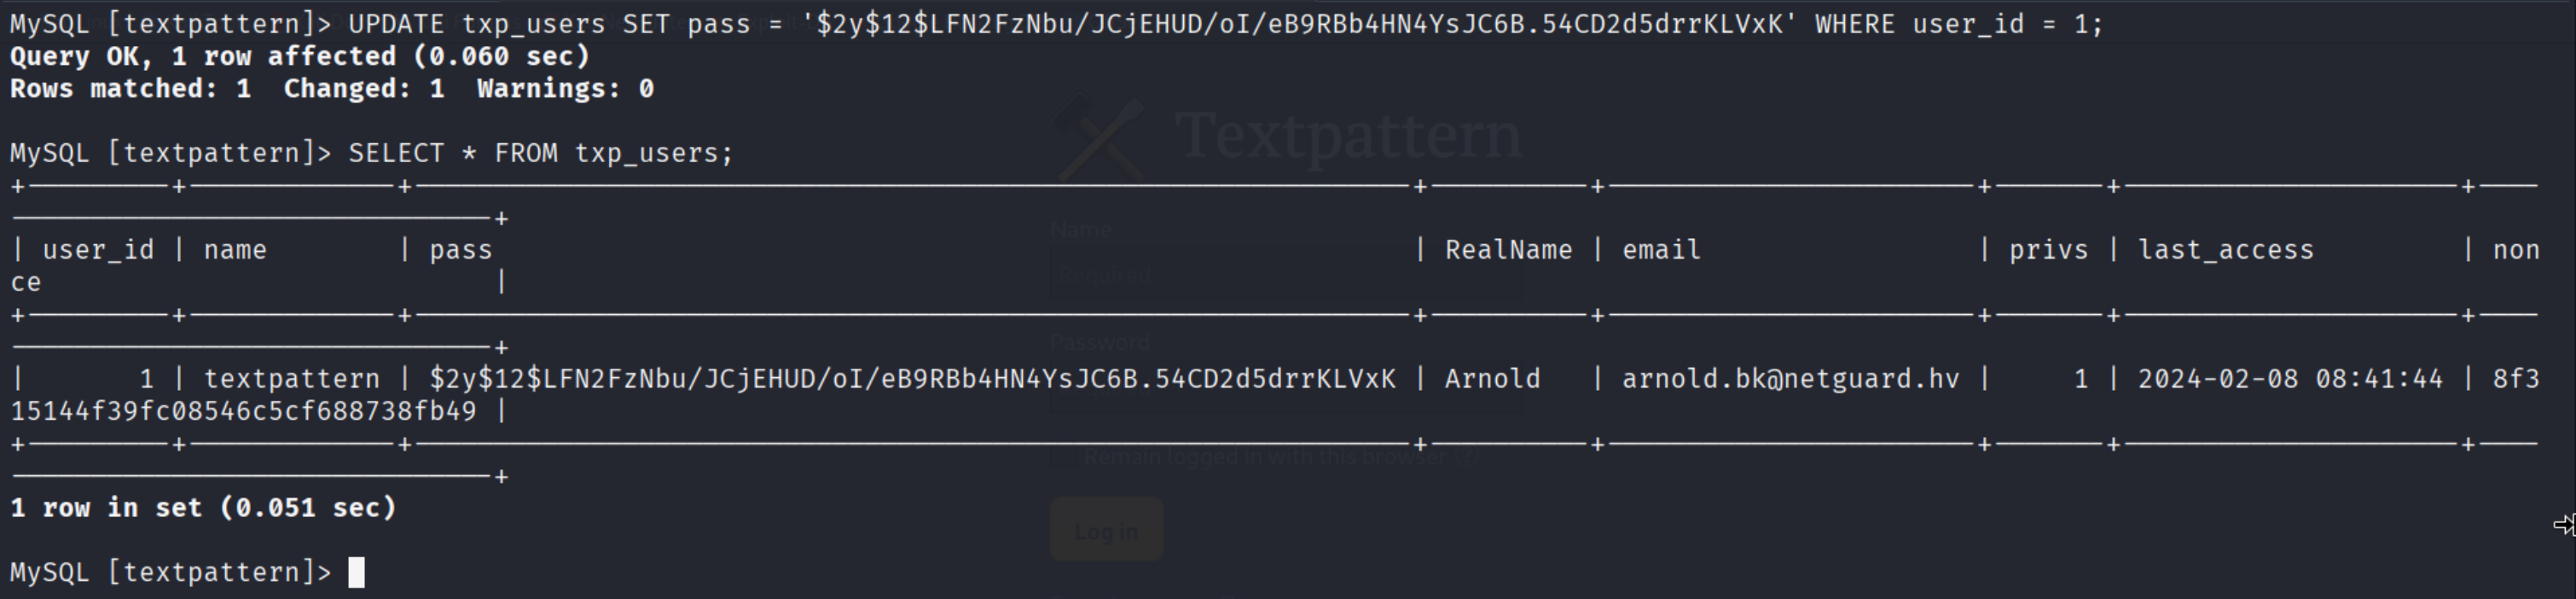 MySQL [textpattern]> UPDATE txp_users SET pass = '$2y$12$LFN2FzNbu/JCjEHUD/oI/eB9RBb4HN4YsJC6B.54CD2d5drrKLVxK' WHERE user_id = 1;
Query OK, 1 row affected (0.060 sec)
Rows matched: 1  Changed: 1  Warnings: 0
MySQL [textpattern]> SELECT * FROM txp_users;
Textpattern
| user_id | name | pass | RealName | email | privs | last_access | non
ce |
Name
Required
Password
| 1 | textpattern | $2y$12$LFN2FzNbu/JCjEHUD/oI/eB9RBb4HN4YsJC6B.54CD2d5drrKLVxK | Arnold | arnold.bk@netguard.hv | 1 | 2024-02-08 08:41:44 | 8f3
15144f39fc08546c5cf688738fb49 |
Remain logged in with this browser (?)
1 row in set (0.051 sec)
Log in
MySQL [textpattern]>